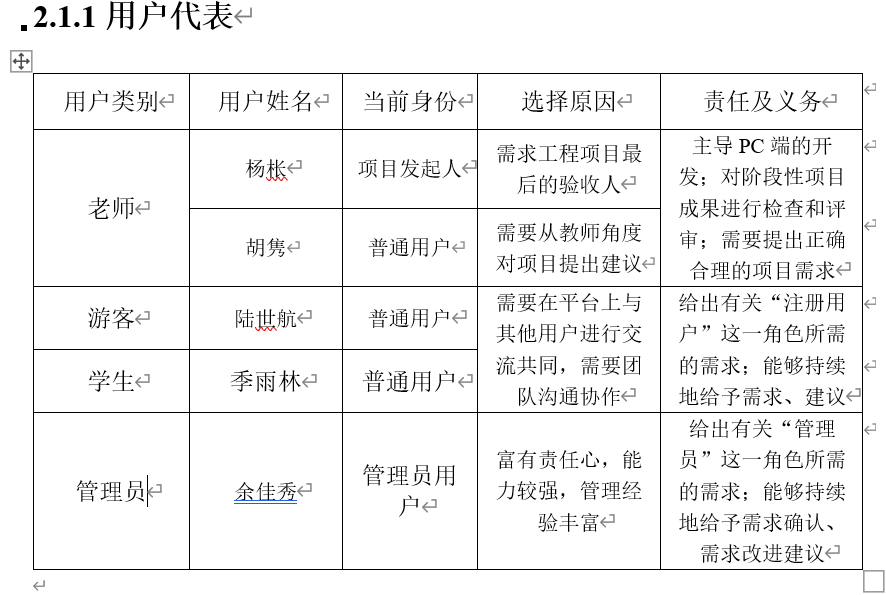 2.1.1 用户代表
用户类别 用户姓名 当前身份 选择原因 责任及义务
老师
杨枨 项目发起人
需求工程项目最
后的验收人
胡隽 普通用户
需要从教师角度
对项目提出建议
主导 PC 端的开
发；对阶段性项目
成果进行检查和评
审；需要提出正确
合理的项目需求
游客 陆世航 普通用户
学生 季雨林 普通用户
需要在平台上与
其他用户进行交
流共同，需要团
队沟通协作
给出有关“注册用
户”这一角色所需
的需求；能够持续
地给予需求、建议
管理员 余佳秀
管理员用
户
富有责任心，能
力较强，管理经
验丰富
给出有关“管理
员”这一角色所需
的需求；能够持续
地给予需求确认、
需求改进建议